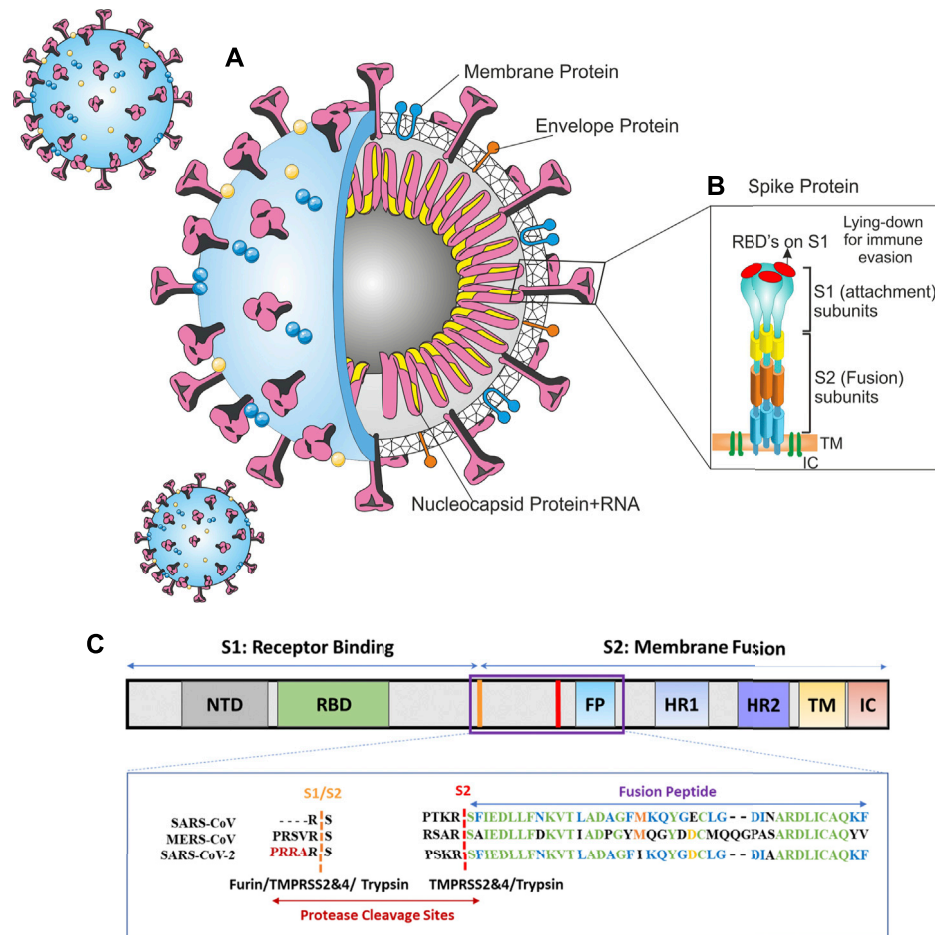 A
Membrane Protein
Envelope Protein
Nucleocapsid Protein+RNA
B
Spike Protein
Lying-down
for immune
evasion
RBD's on S1
S1 (attachment)
subunits
S2 (Fusion)
subunits
TM
IC
C
S1: Receptor Binding
S2: Membrane Fusion
NTD
RBD
FP
HR1
HR2
TM
IC
S1/S2
S2
Fusion Peptide
SARS-CoV ----R S PTKR SFIEDLLFNKVTLADAGFMKQYGECLG--DINARDLICAQKF
MERS-CoV PRSVR S RSAR SAIEDLLFDKVTIADPGYMQGYDDCMQQGPASARDLICAQYV
SARS-CoV-2 PRRAR S PSKR SFIEDLLFNKVTLADAGFIKQYGDCLG--DIAARDLICAQKF
Furin/TMPRSS2&4/ Trypsin
TMPRSS2&4/Trypsin
Protease Cleavage Sites